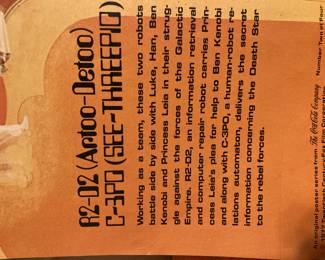 R2-D2 (Artoo-Detoo)
C-3PO (SEE-THREEPIO)
Working as a team, these two robots
battle side by side with Luke, Han, Ben
Kenobi and Princess Leia in their strug-
gle against the forces of the Galactic
Empire. R2-D2, an information retrieval
and computer repair robot carries Prin-
cess Leia's plea for help to Ben Kenobi
and along with C-3PO, a human-robot re-
lations automaton, delivers the secret
information concerning the Death Star
to the rebel forces.
An original poster series from The Coca-Cola Company
Number Two of Four